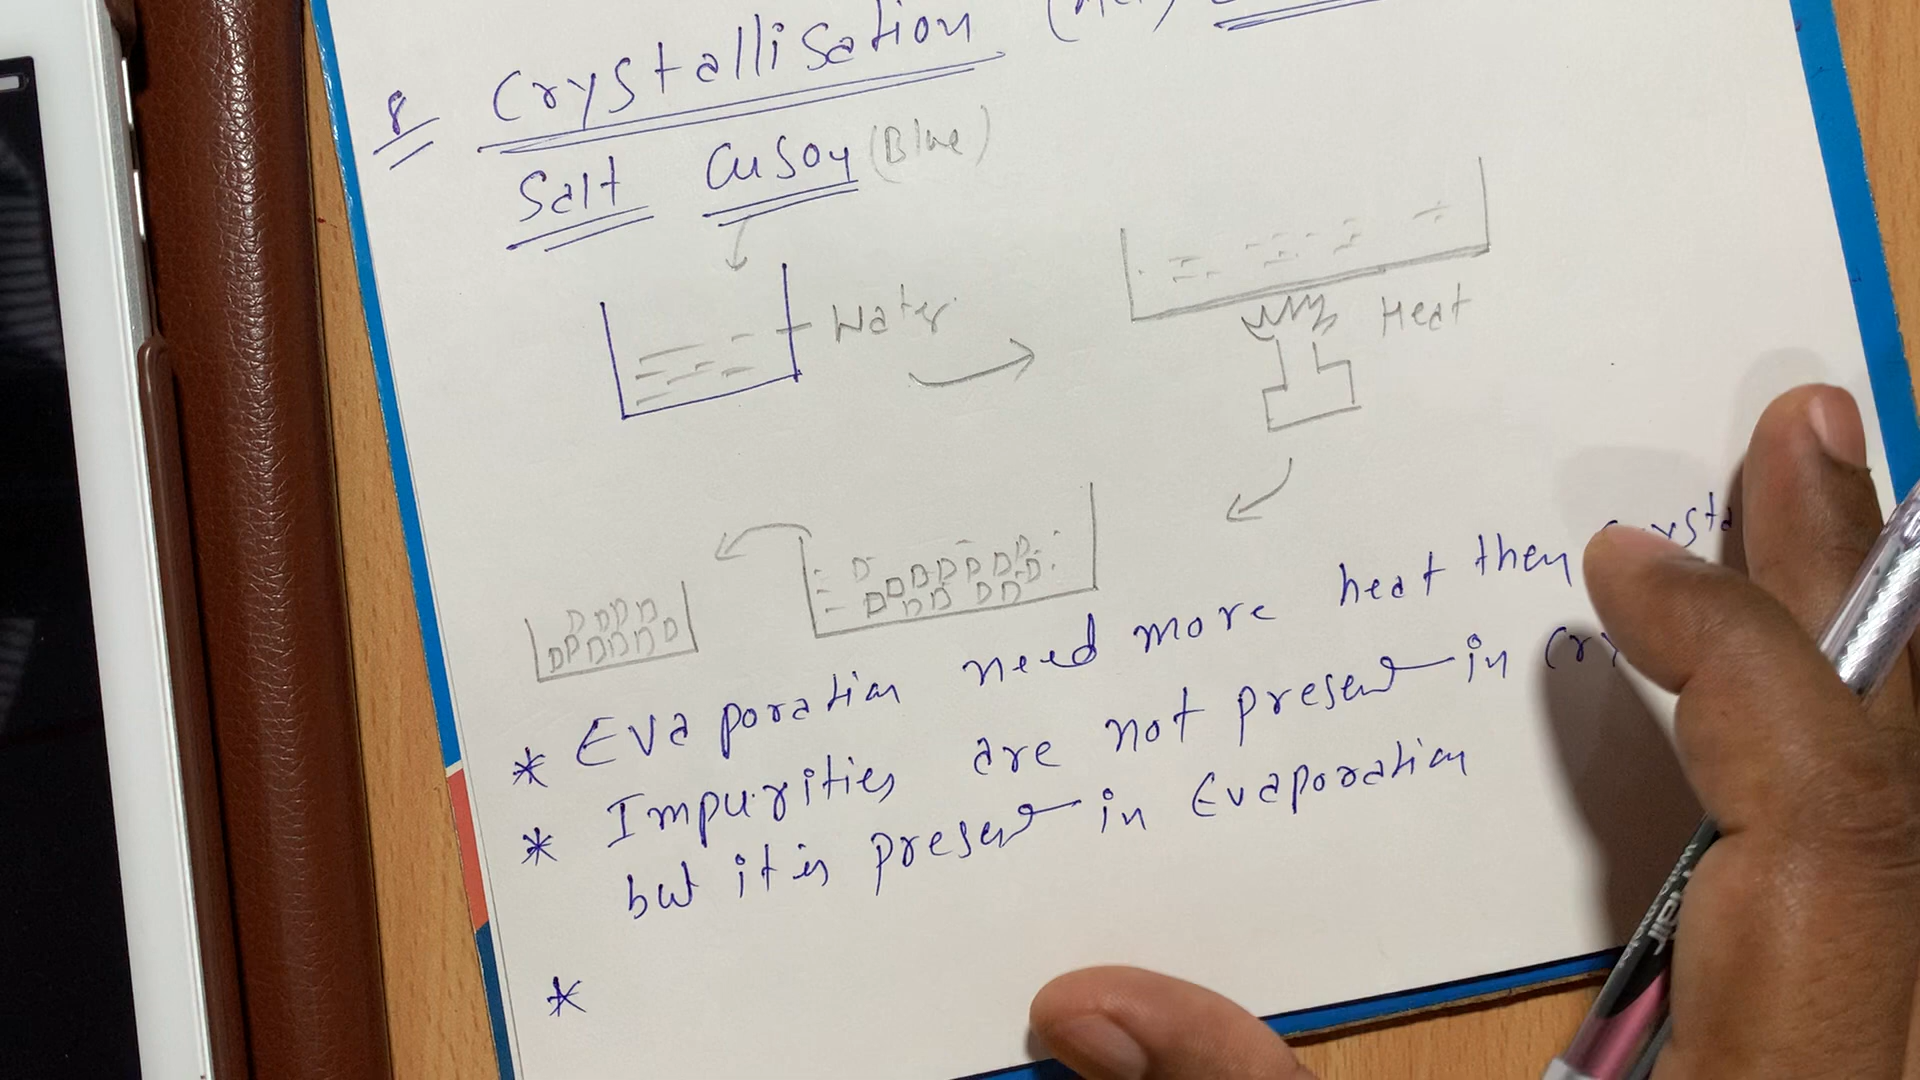 8 Crystallisation
Salt CuSO4 (Blue)
Water
Heat
Evaporation need more heat then
* Impurities are not present in
but it is present in Evaporation
*